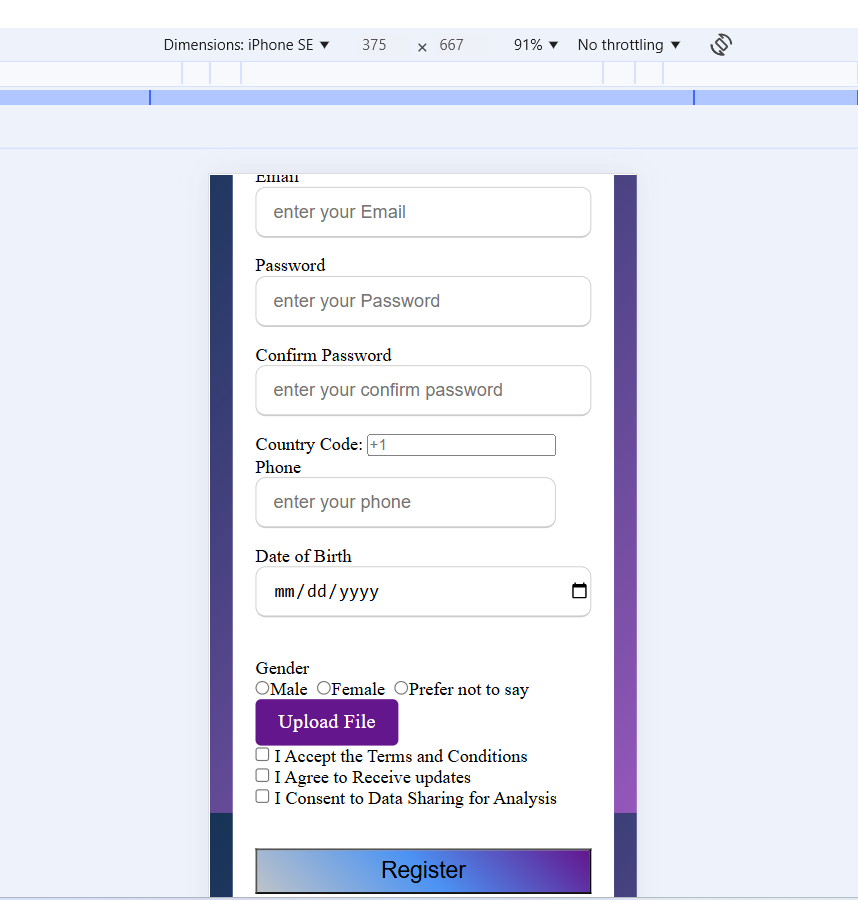 Dimensions: iPhone SE 375 × 667 91% No throttling
Email
enter your Email
Password
enter your Password
Confirm Password
enter your confirm password
Country Code: +1
Phone
enter your phone
Date of Birth
mm/dd/yyyy
Gender
Male Female Prefer not to say
Upload File
I Accept the Terms and Conditions
I Agree to Receive updates
I Consent to Data Sharing for Analysis
Register